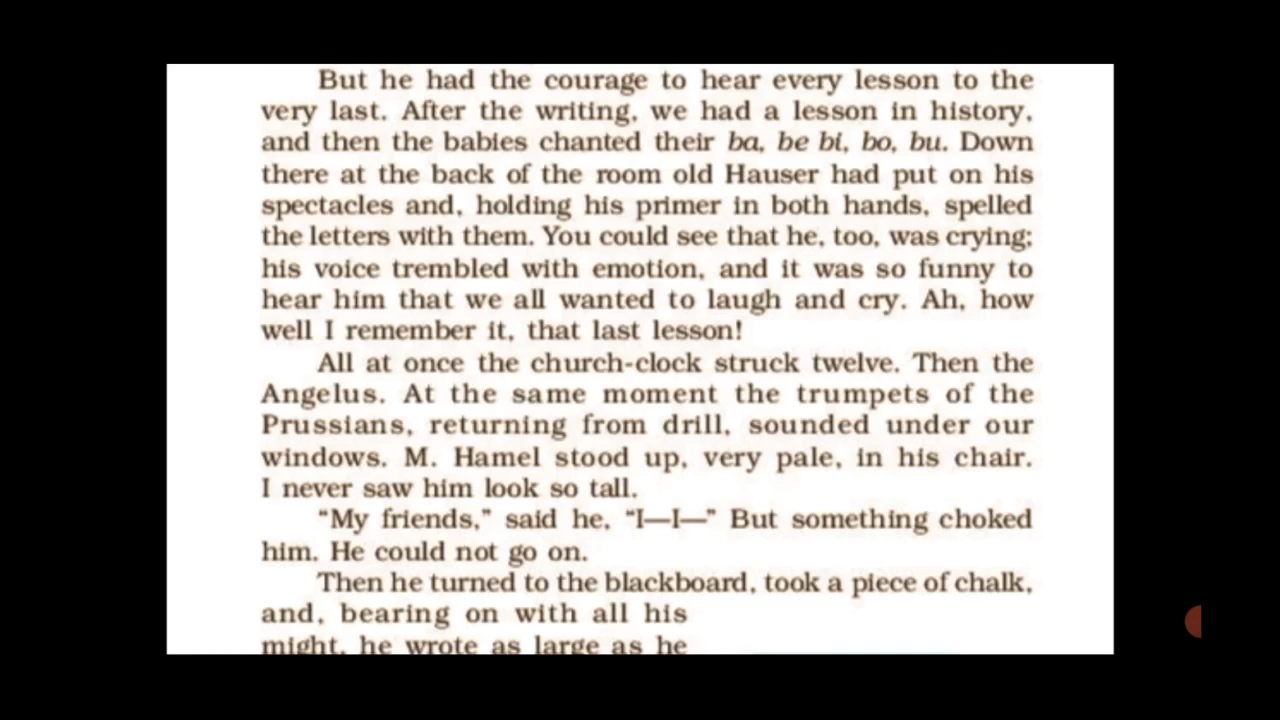 But he had the courage to hear every lesson to the
very last. After the writing, we had a lesson in history,
and then the babies chanted their ba, be bi, bo, bu. Down
there at the back of the room old Hauser had put on his
spectacles and, holding his primer in both hands, spelled
the letters with them. You could see that he, too, was crying;
his voice trembled with emotion, and it was so funny to
hear him that we all wanted to laugh and cry. Ah, how
well I remember it, that last lesson!
All at once the church-clock struck twelve. Then the
Angelus. At the same moment the trumpets of the
Prussians, returning from drill, sounded under our
windows. M. Hamel stood up, very pale, in his chair.
I never saw him look so tall.
“My friends,” said he, “I—I—” But something choked
him. He could not go on.
Then he turned to the blackboard, took a piece of chalk,
and, bearing on with all his
might, he wrote as large as he